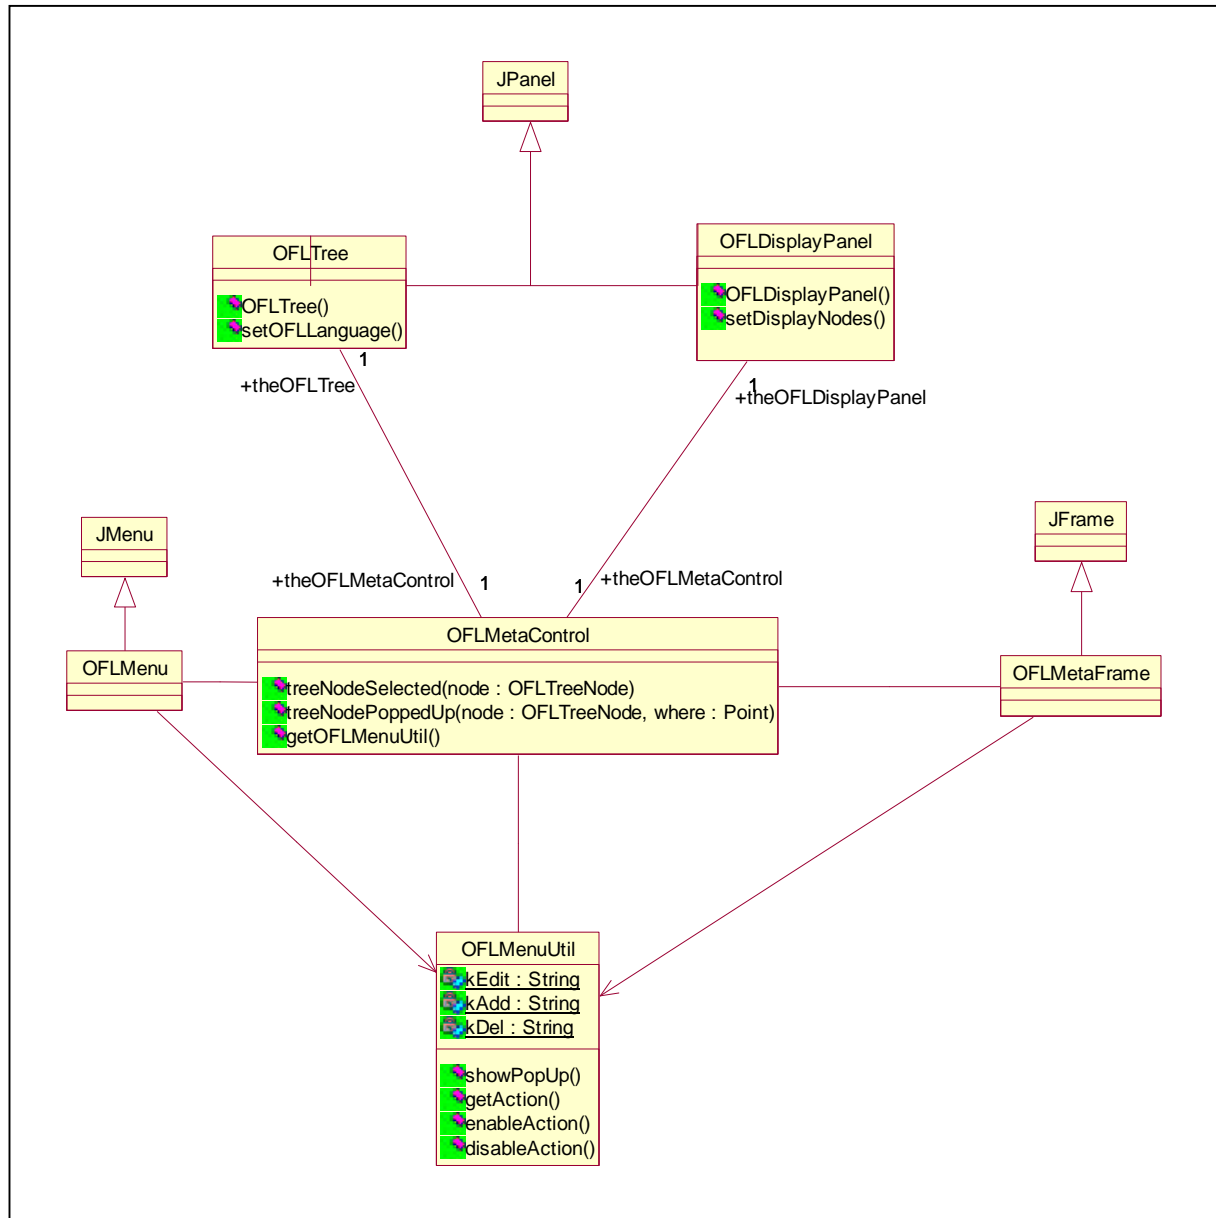 JPanel
OFLTree
OFLTree()
setOFLLanguage()
OFLDisplayPanel
OFLDisplayPanel()
setDisplayNodes()
1
+theOFLTree
1
+theOFLDisplayPanel
JMenu
JFrame
+theOFLMetaControl
1
1
+theOFLMetaControl
OFLMenu
OFLMetaControl
treeNodeSelected(node : OFLTreeNode)
treeNodePoppedUp(node : OFLTreeNode, where : Point)
getOFLMenuUtil()
OFLMetaFrame
OFLMenuUtil
kEdit : String
kAdd : String
kDel : String
showPopUp()
getAction()
enableAction()
disableAction()